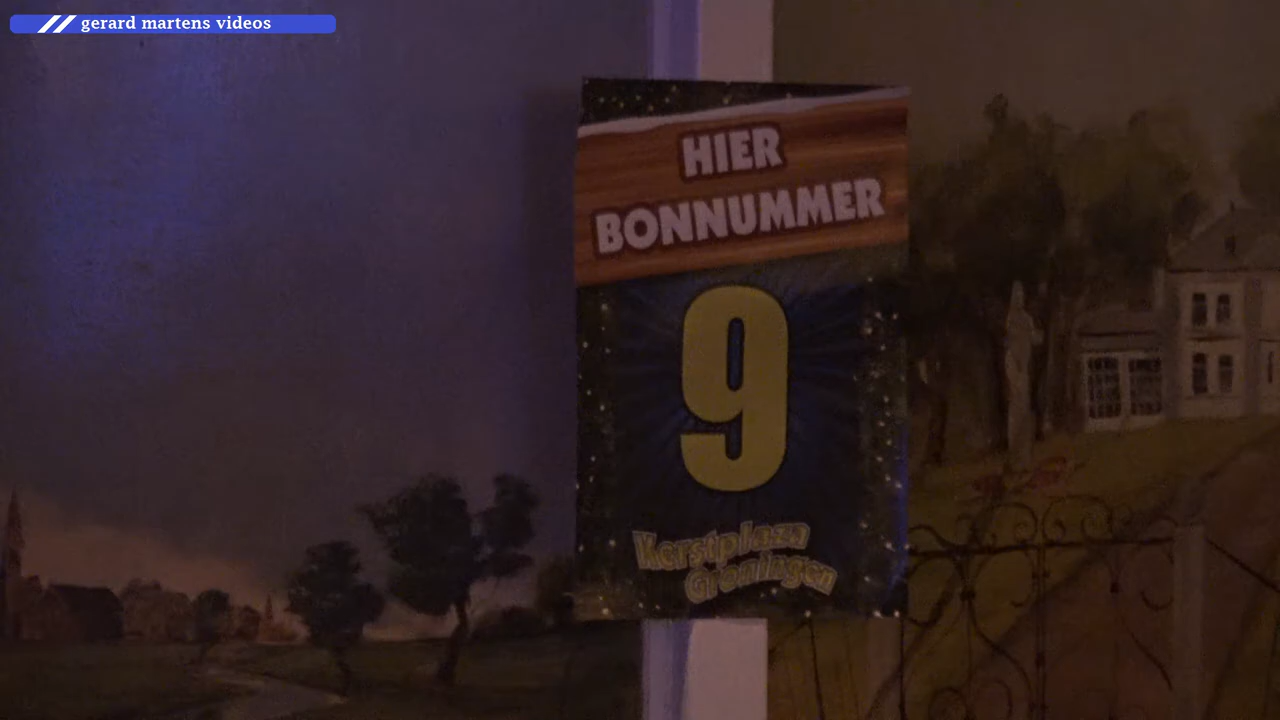 gerard martens videos
HIER
BONNUMMER
9
Kerstplaza
Groningen